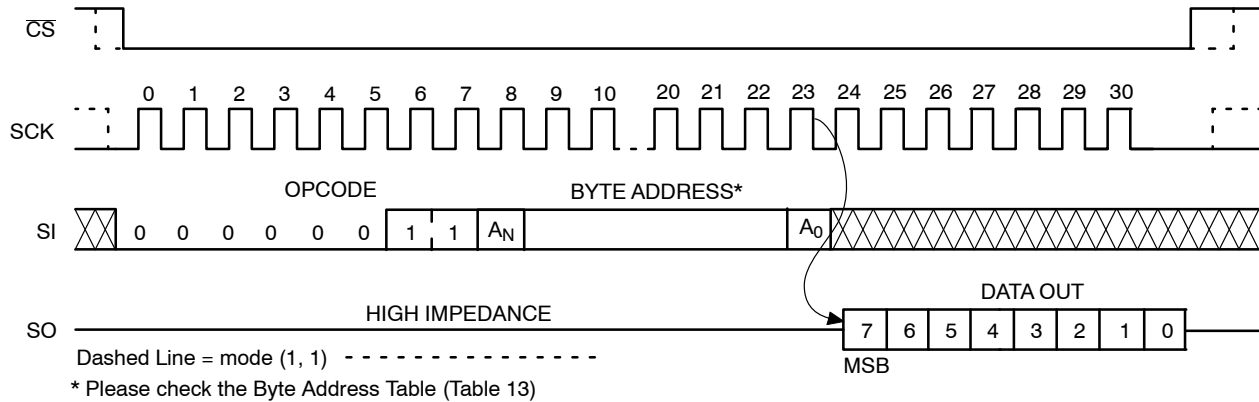 CS
0 1 2 3 4 5 6 7 8 9 10 20 21 22 23 24 25 26 27 28 29 30
SCK
OPCODE BYTE ADDRESS*
SI 0 0 0 0 0 0 1 1 AN A0
DATA OUT
HIGH IMPEDANCE
SO 7 6 5 4 3 2 1 0
Dashed Line = mode (1, 1) - - - - - - - - - - - - - -
MSB
* Please check the Byte Address Table (Table 13)